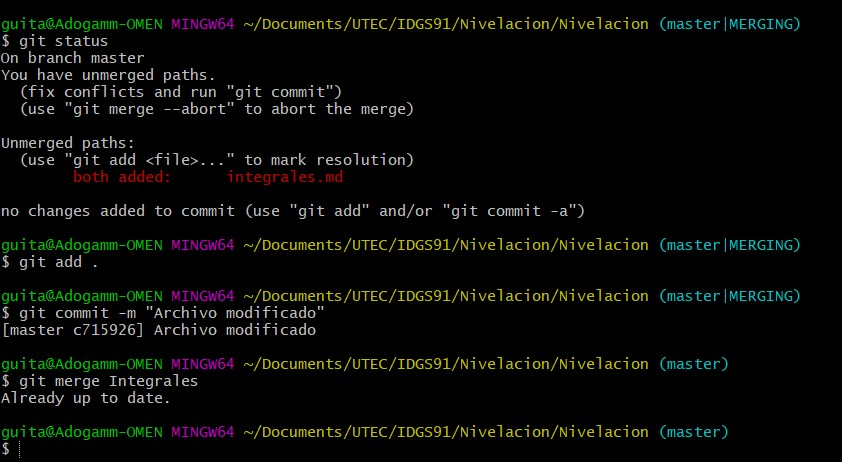 guita@Adogamm-OMEN MINGW64 ~/Documents/UTEC/IDGS91/Nivelacion/Nivelacion (master|MERGING)
$ git status
On branch master
You have unmerged paths.
  (fix conflicts and run "git commit")
  (use "git merge --abort" to abort the merge)

Unmerged paths:
  (use "git add <file>..." to mark resolution)
        both added:      integrales.md

no changes added to commit (use "git add" and/or "git commit -a")

guita@Adogamm-OMEN MINGW64 ~/Documents/UTEC/IDGS91/Nivelacion/Nivelacion (master|MERGING)
$ git add .

guita@Adogamm-OMEN MINGW64 ~/Documents/UTEC/IDGS91/Nivelacion/Nivelacion (master|MERGING)
$ git commit -m "Archivo modificado"
[master c715926] Archivo modificado

guita@Adogamm-OMEN MINGW64 ~/Documents/UTEC/IDGS91/Nivelacion/Nivelacion (master)
$ git merge Integrales
Already up to date.

guita@Adogamm-OMEN MINGW64 ~/Documents/UTEC/IDGS91/Nivelacion/Nivelacion (master)
$